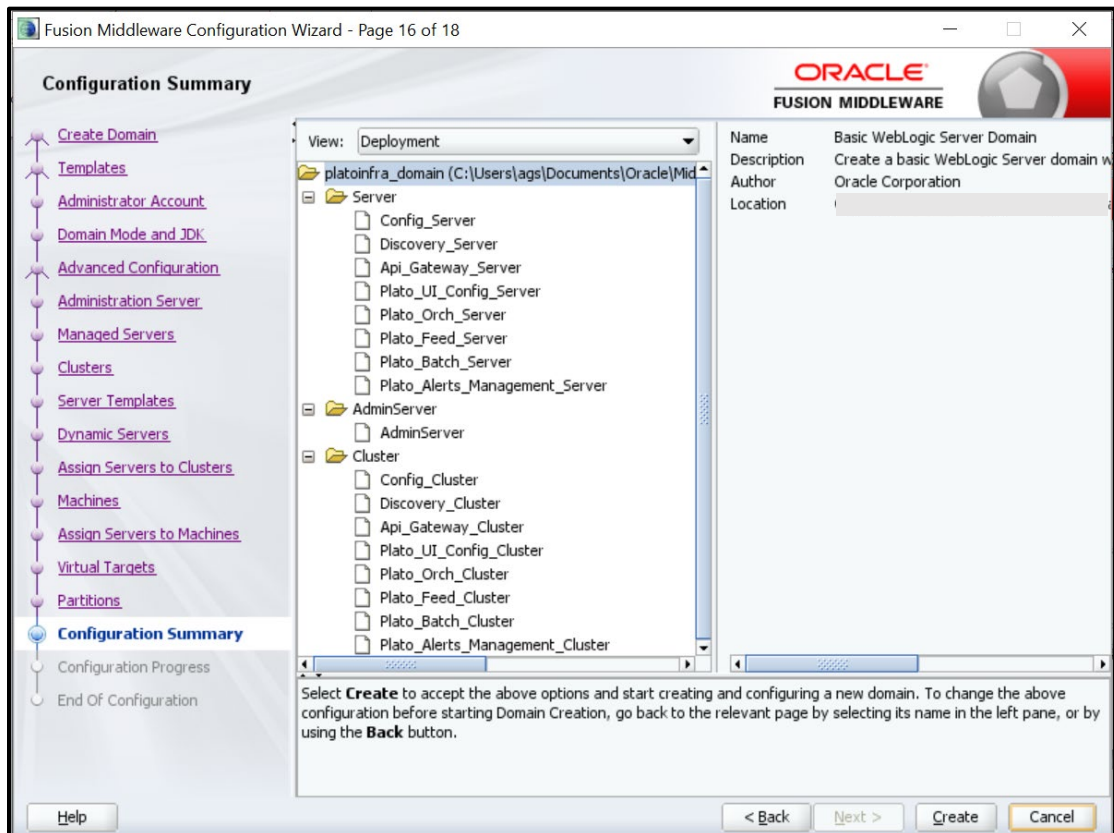 Fusion Middleware Configuration Wizard - Page 16 of 18
Configuration Summary
ORACLE
FUSION MIDDLEWARE
Create Domain
Templates
Administrator Account
Domain Mode and JDK
Advanced Configuration
Administration Server
Managed Servers
Clusters
Server Templates
Dynamic Servers
Assign Servers to Clusters
Machines
Assign Servers to Machines
Virtual Targets
Partitions
Configuration Summary
Configuration Progress
End Of Configuration
View: Deployment
platoinfra_domain (C:\Users\ags\Documents\Oracle\Mid
Server
Config_Server
Discovery_Server
Api_Gateway_Server
Plato_UI_Config_Server
Plato_Orch_Server
Plato_Feed_Server
Plato_Batch_Server
Plato_Alerts_Management_Server
AdminServer
AdminServer
Cluster
Config_Cluster
Discovery_Cluster
Api_Gateway_Cluster
Plato_UI_Config_Cluster
Plato_Orch_Cluster
Plato_Feed_Cluster
Plato_Batch_Cluster
Plato_Alerts_Management_Cluster
Name Basic WebLogic Server Domain
Description Create a basic WebLogic Server domain w
Author Oracle Corporation
Location
Select Create to accept the above options and start creating and configuring a new domain. To change the above
configuration before starting Domain Creation, go back to the relevant page by selecting its name in the left pane, or by
using the Back button.
Help
< Back
Next >
Create
Cancel